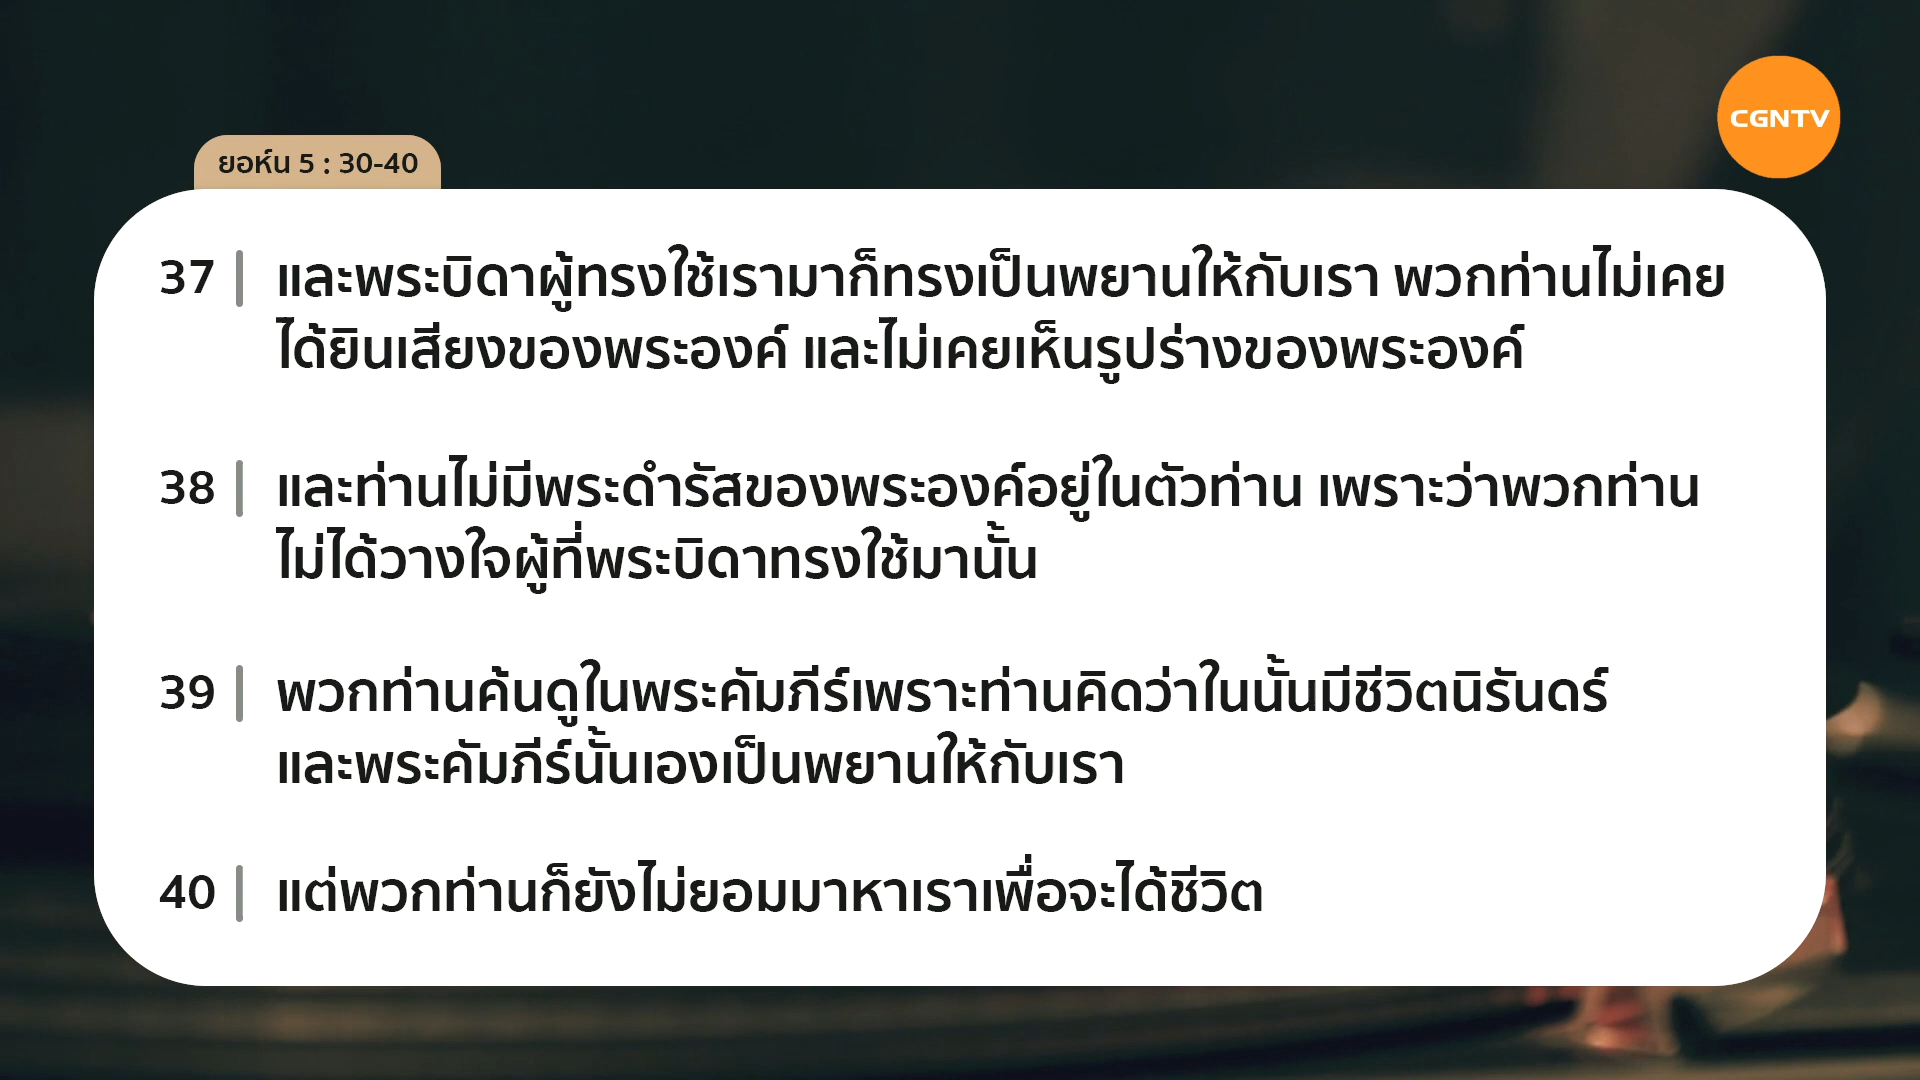 CGNTV
ยอห์น 5 : 30-40
37 และพระบิดาผู้ทรงใช้เรามาก็ทรงเป็นพยานให้กับเรา พวกท่านไม่เคย
ได้ยินเสียงของพระองค์ และไม่เคยเห็นรูปร่างของพระองค์
38 และท่านไม่มีพระดำรัสของพระองค์อยู่ในตัวท่าน เพราะว่าพวกท่าน
ไม่ได้วางใจผู้ที่พระบิดาทรงใช้มานั้น
39 พวกท่านค้นดูในพระคัมภีร์เพราะท่านคิดว่าในนั้นมีชีวิตนิรันดร์
และพระคัมภีร์นั้นเองเป็นพยานให้กับเรา
40 แต่พวกท่านก็ยังไม่ยอมมาหาเราเพื่อจะได้ชีวิต